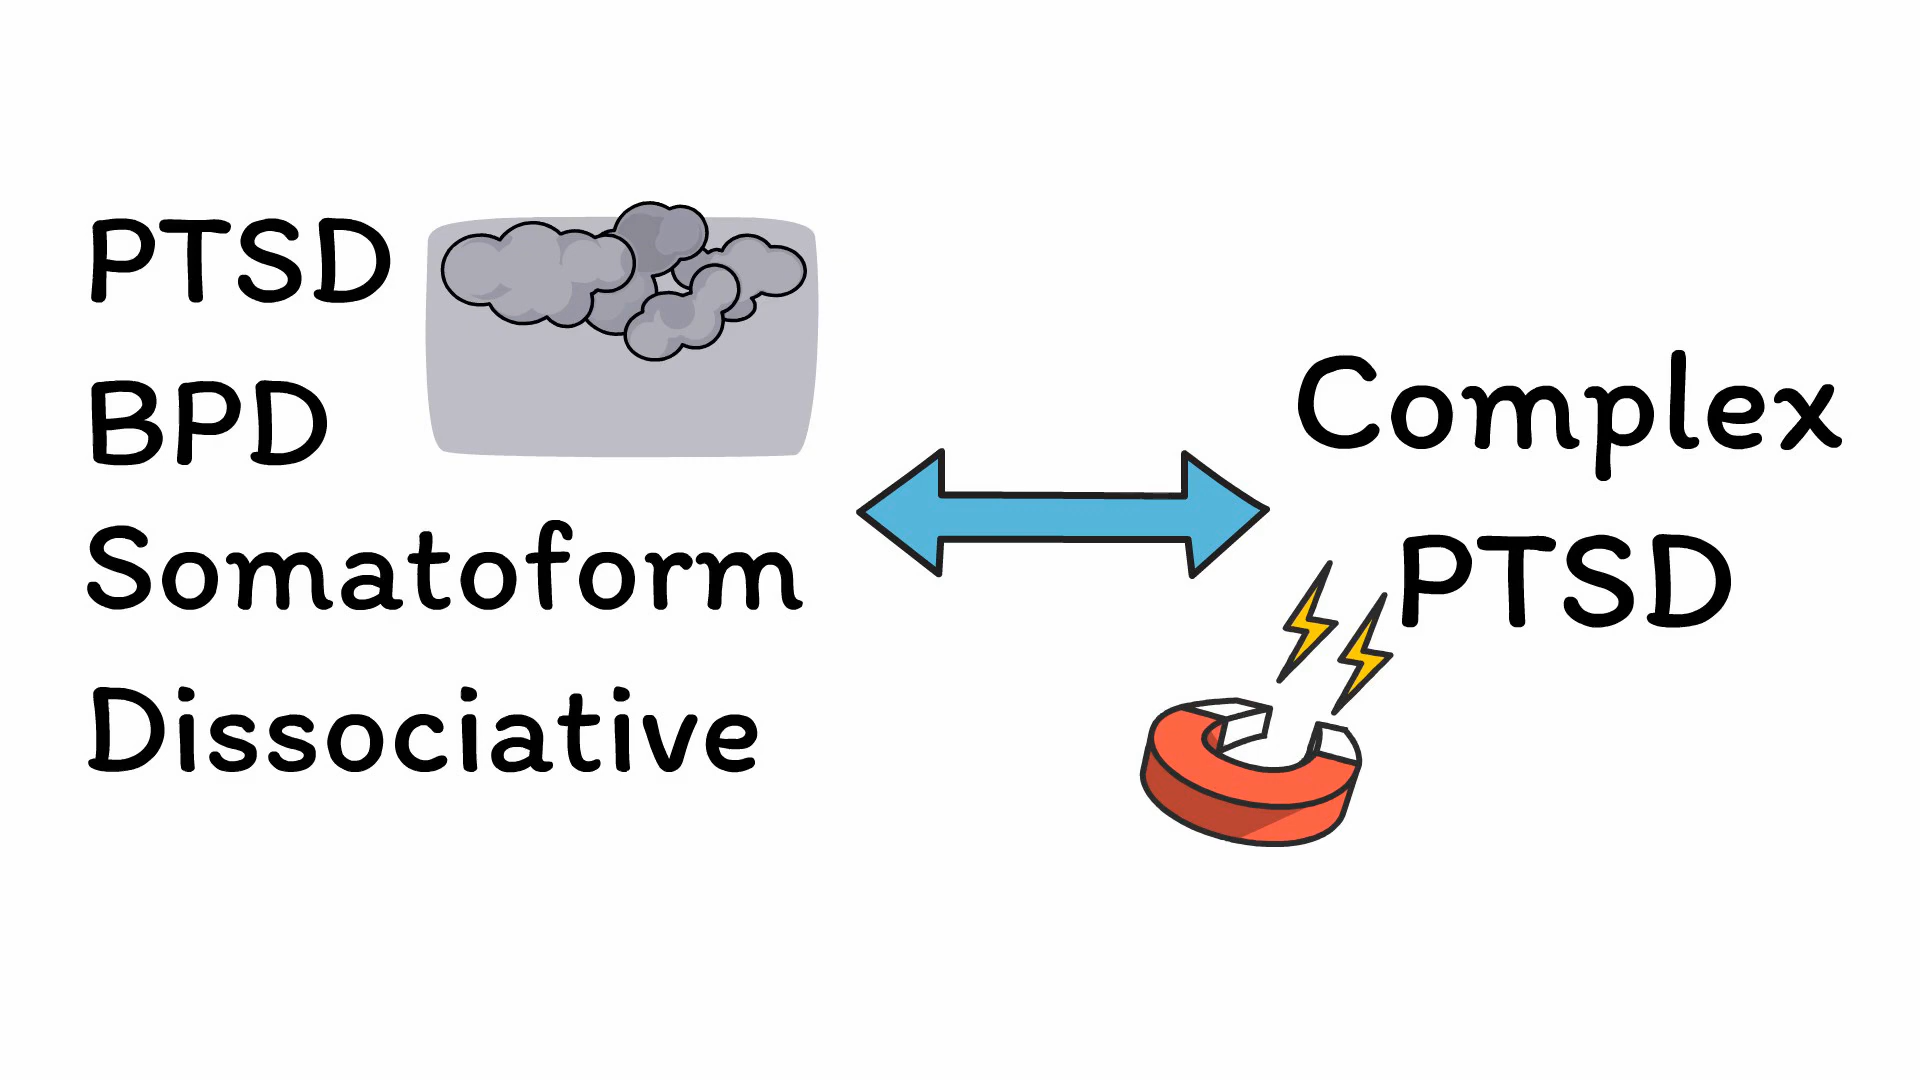 PTSD
BPD
Somatoform
Dissociative
Complex
PTSD